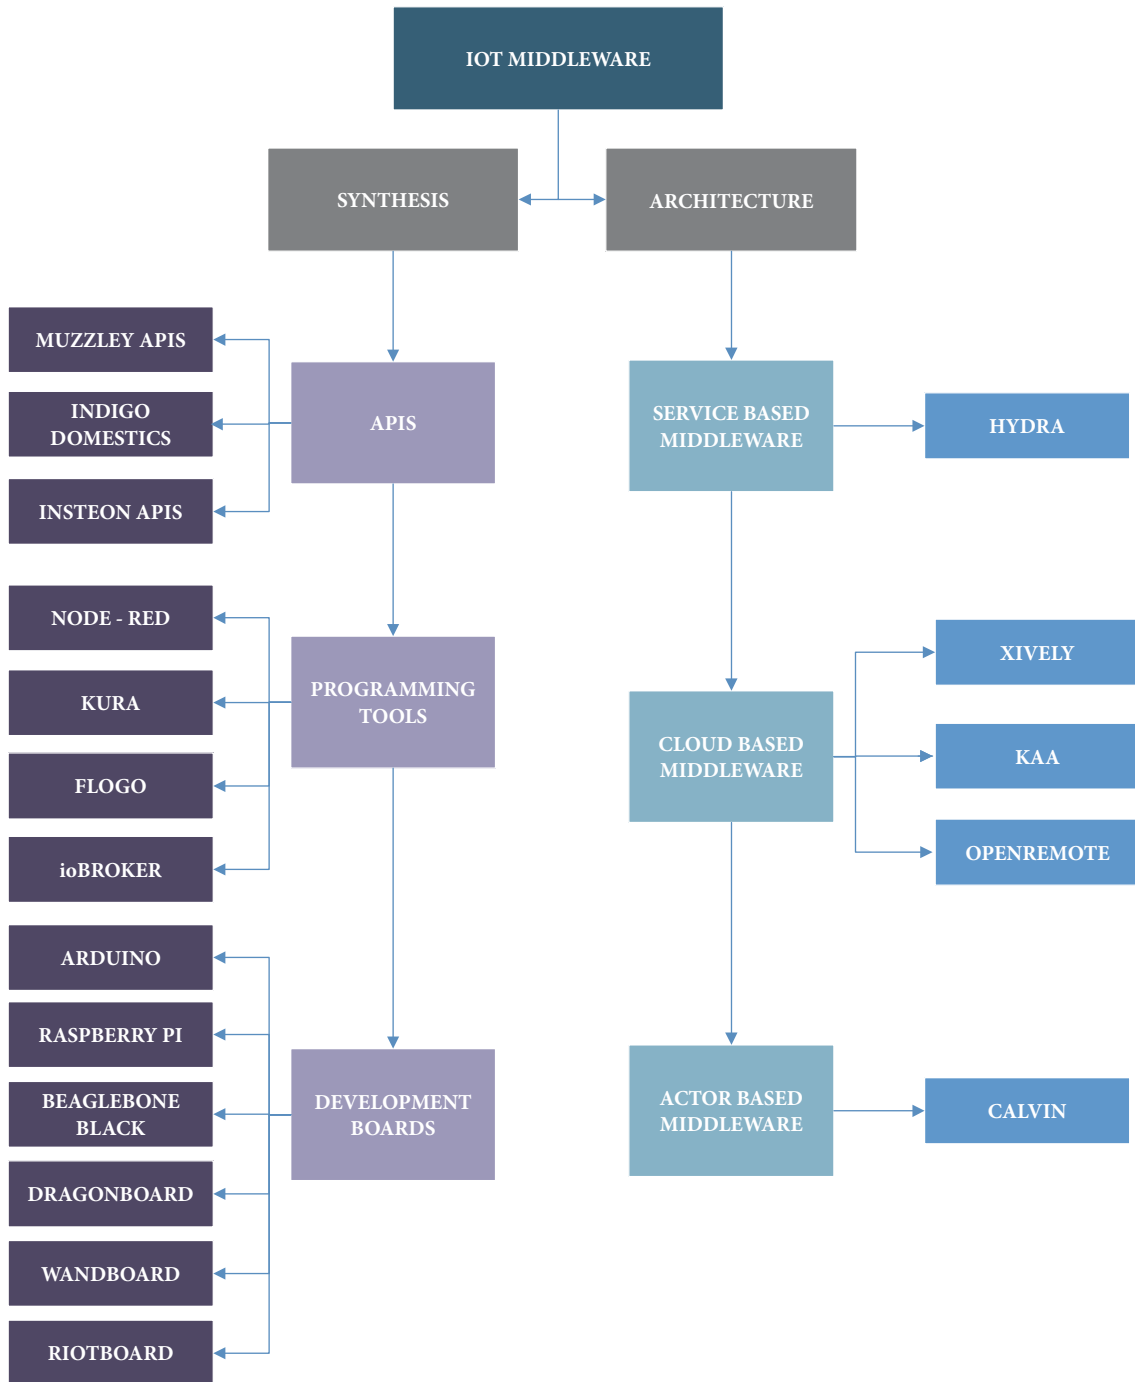 IOT MIDDLEWARE
SYNTHESIS
ARCHITECTURE
MUZZLEY APIS
INDIGO
DOMESTICS
INSTEON APIS
APIS
NODE - RED
KURA
FLOGO
ioBROKER
PROGRAMMING
TOOLS
ARDUINO
RASPBERRY PI
BEAGLEBONE
BLACK
DRAGONBOARD
WANDBOARD
RIOTBOARD
DEVELOPMENT
BOARDS
SERVICE BASED
MIDDLEWARE
HYDRA
CLOUD BASED
MIDDLEWARE
XIVELY
KAA
OPENREMOTE
ACTOR BASED
MIDDLEWARE
CALVIN